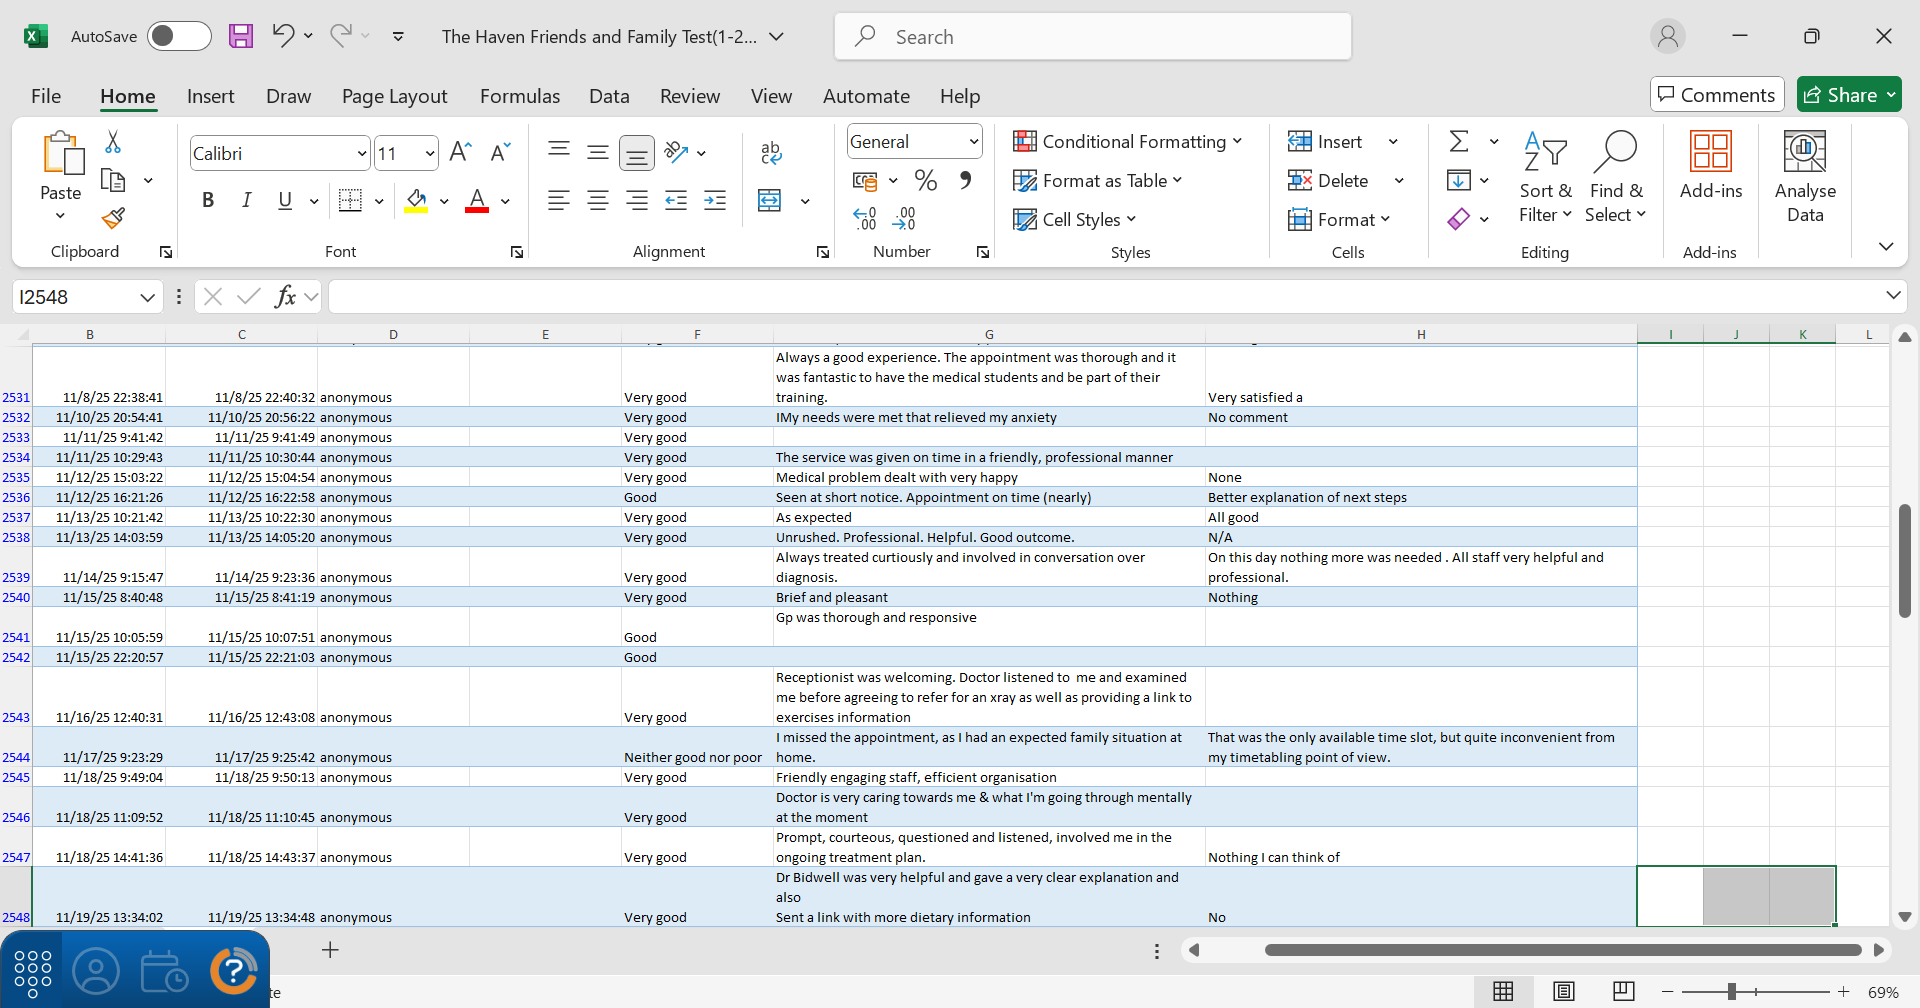 AutoSave The Haven Friends and Family Test(1-2... Search
File Home Insert Draw Page Layout Formulas Data Review View Automate Help Comments Share
Paste
Clipboard
Calibri 11
B I U A
Font
ab
Alignment
General
% 9
Number
Conditional Formatting
Format as Table
Cell Styles
Styles
Insert
Delete
Format
Cells
Sort & Filter
Find & Select
Editing
Add-ins
Add-ins
Analyse Data
I2548 fx
B C D E F G H I J K L
Always a good experience. The appointment was thorough and it
was fantastic to have the medical students and be part of their
2531 11/8/25 22:38:41 11/8/25 22:40:32 anonymous Very good training. Very satisfied a
2532 11/10/25 20:54:41 11/10/25 20:56:22 anonymous Very good IMy needs were met that relieved my anxiety No comment
2533 11/11/25 9:41:42 11/11/25 9:41:49 anonymous Very good
2534 11/11/25 10:29:43 11/11/25 10:30:44 anonymous Very good The service was given on time in a friendly, professional manner
2535 11/12/25 15:03:22 11/12/25 15:04:54 anonymous Very good Medical problem dealt with very happy None
2536 11/12/25 16:21:26 11/12/25 16:22:58 anonymous Good Seen at short notice. Appointment on time (nearly) Better explanation of next steps
2537 11/13/25 10:21:42 11/13/25 10:22:30 anonymous Very good As expected All good
2538 11/13/25 14:03:59 11/13/25 14:05:20 anonymous Very good Unrushed. Professional. Helpful. Good outcome. N/A
Always treated curtiously and involved in conversation over On this day nothing more was needed . All staff very helpful and
2539 11/14/25 9:15:47 11/14/25 9:23:36 anonymous Very good diagnosis. professional.
2540 11/15/25 8:40:48 11/15/25 8:41:19 anonymous Very good Brief and pleasant Nothing
Gp was thorough and responsive
2541 11/15/25 10:05:59 11/15/25 10:07:51 anonymous Good
2542 11/15/25 22:20:57 11/15/25 22:21:03 anonymous Good
Receptionist was welcoming. Doctor listened to  me and examined
me before agreeing to refer for an xray as well as providing a link to
2543 11/16/25 12:40:31 11/16/25 12:43:08 anonymous Very good exercises information
I missed the appointment, as I had an expected family situation at That was the only available time slot, but quite inconvenient from
2544 11/17/25 9:23:29 11/17/25 9:25:42 anonymous Neither good nor poor home. my timetabling point of view.
2545 11/18/25 9:49:04 11/18/25 9:50:13 anonymous Very good Friendly engaging staff, efficient organisation
Doctor is very caring towards me & what I'm going through mentally
2546 11/18/25 11:09:52 11/18/25 11:10:45 anonymous Very good at the moment
Prompt, courteous, questioned and listened, involved me in the
2547 11/18/25 14:41:36 11/18/25 14:43:37 anonymous Very good ongoing treatment plan. Nothing I can think of
Dr Bidwell was very helpful and gave a very clear explanation and
also
2548 11/19/25 13:34:02 11/19/25 13:34:48 anonymous Very good Sent a link with more dietary information No
te 69%